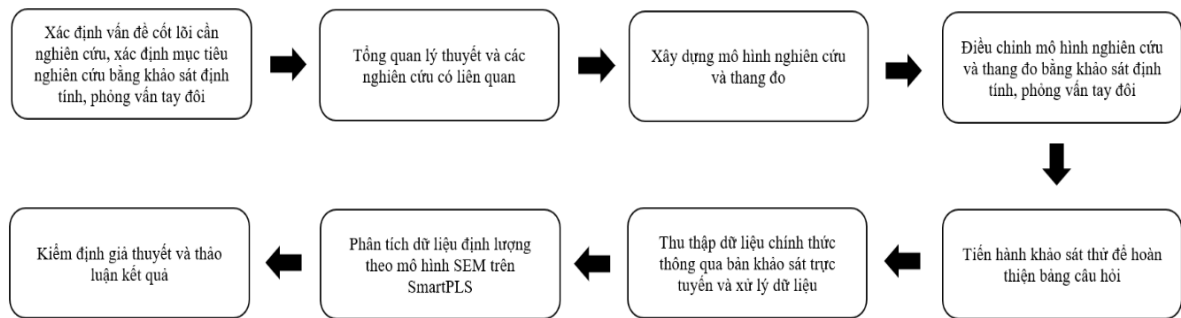 Xác định vấn đề cốt lõi cần
nghiên cứu, xác định mục tiêu
nghiên cứu bằng khảo sát định
tính, phỏng vấn tay đôi
Tổng quan lý thuyết và các
nghiên cứu có liên quan
Xây dựng mô hình nghiên cứu
và thang đo
Điều chỉnh mô hình nghiên cứu
và thang đo bằng khảo sát định
tính, phỏng vấn tay đôi
Tiến hành khảo sát thử để hoàn
thiện bảng câu hỏi
Thu thập dữ liệu chính thức
thông qua bản khảo sát trực
tuyến và xử lý dữ liệu
Phân tích dữ liệu định lượng
theo mô hình SEM trên
SmartPLS
Kiểm định giả thuyết và thảo
luận kết quả